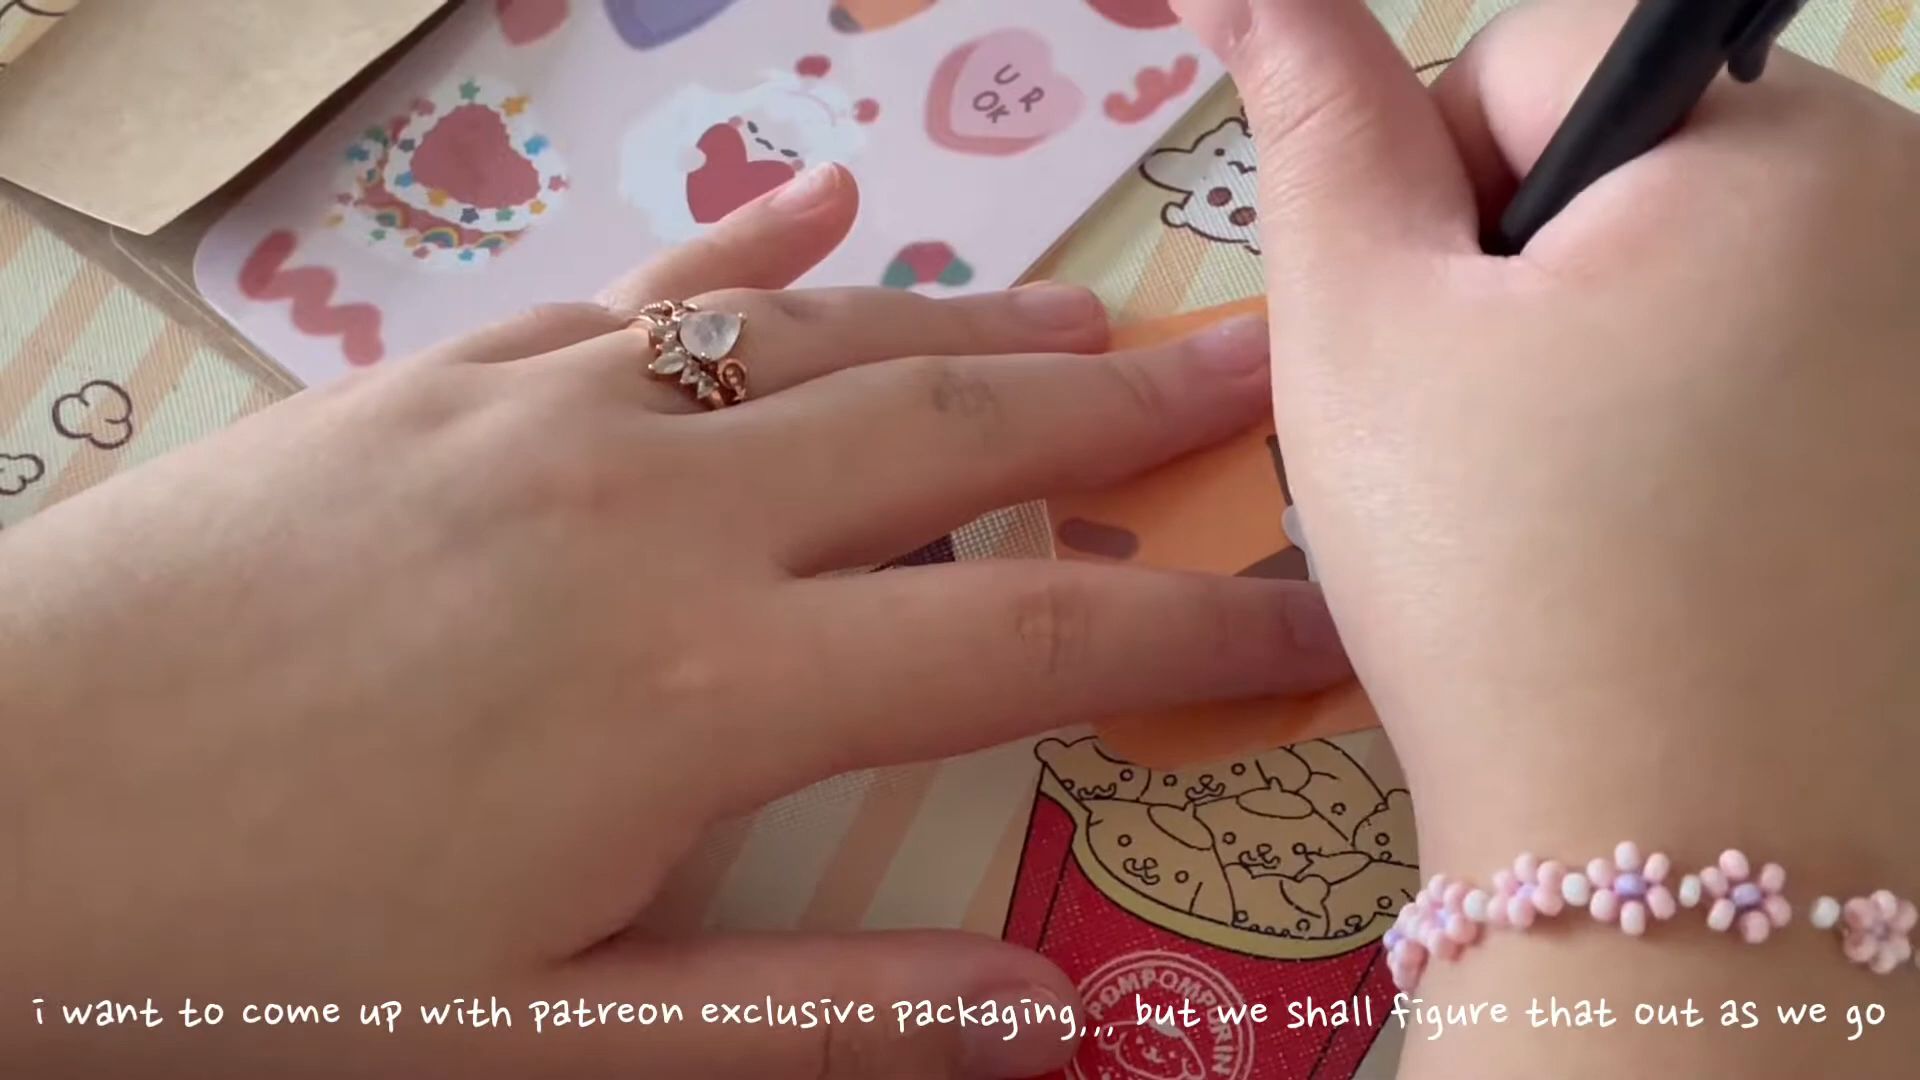 U R
OK
i want to come up with patreon exclusive packaging,,, but we shall figure that out as we go
POMPOMPURIN